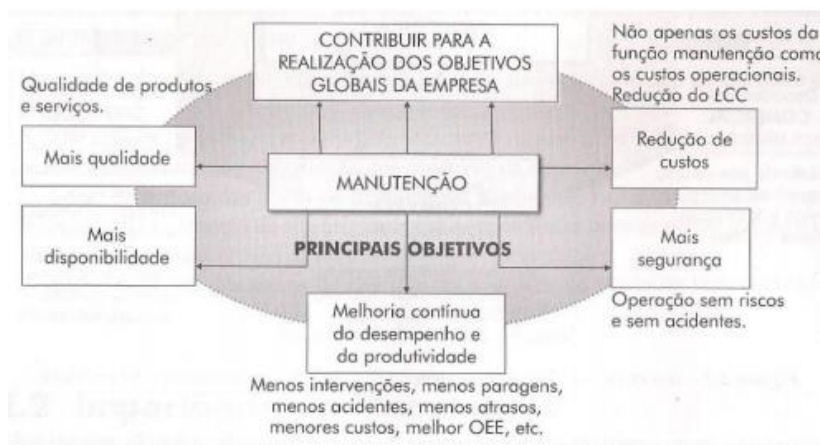 CONTRIBUIR PARA A
REALIZAÇÃO DOS OBJETIVOS
GLOBAIS DA EMPRESA
Não apenas os custos da
função manutenção como
os custos operacionais.
Redução do LCC
Qualidade de produtos
e serviços.
Mais qualidade
MANUTENÇÃO
Redução de
custos
Mais
disponibilidade
PRINCIPAIS OBJETIVOS
Mais
segurança
Melhoria contínua
do desempenho e
da produtividade
Operação sem riscos
e sem acidentes.
Menos intervenções, menos paragens,
menos acidentes, menos atrasos,
menores custos, melhor OEE, etc.